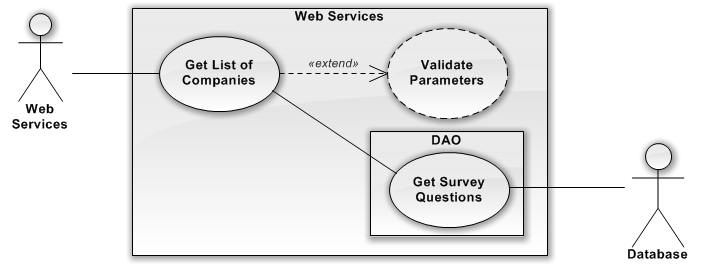 Web Services
Get List of
Companies
«extend»
Validate
Parameters
Web
Services
DAO
Get Survey
Questions
Database